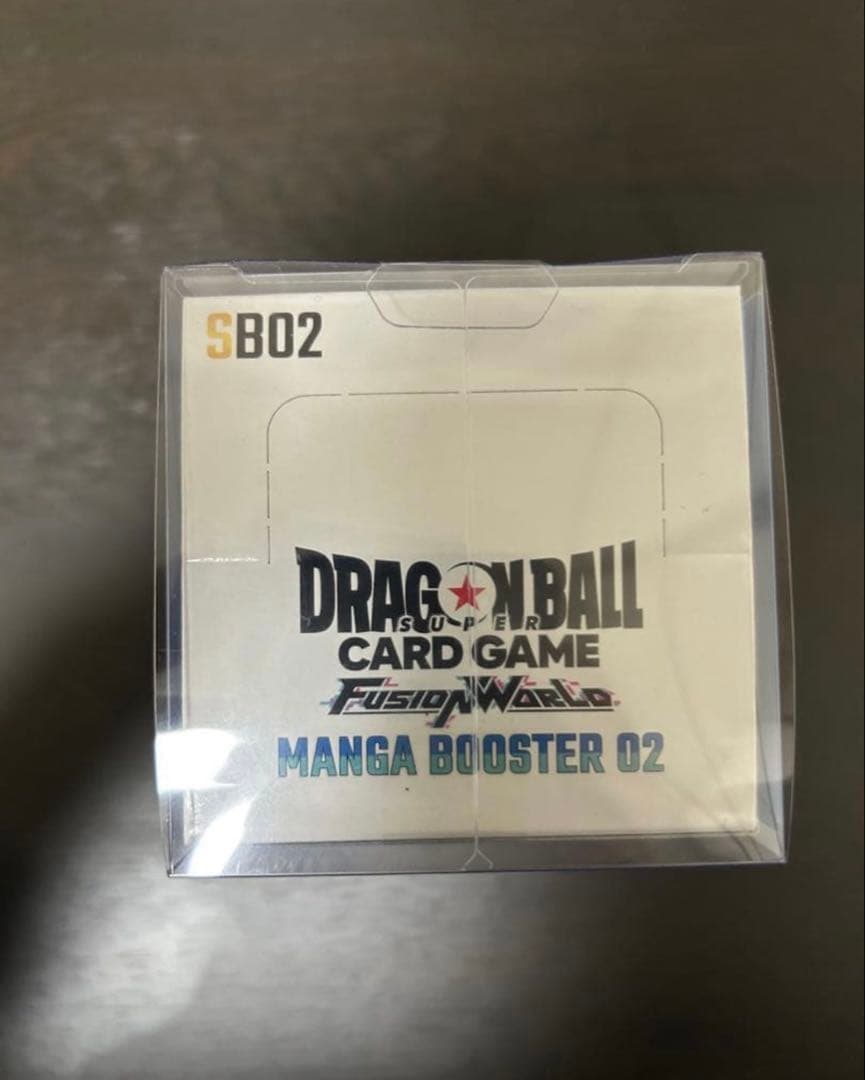 SB02
DRAGON BALL
SUPER
CARD GAME
FUSION WORLD
MANGA BOOSTER 02